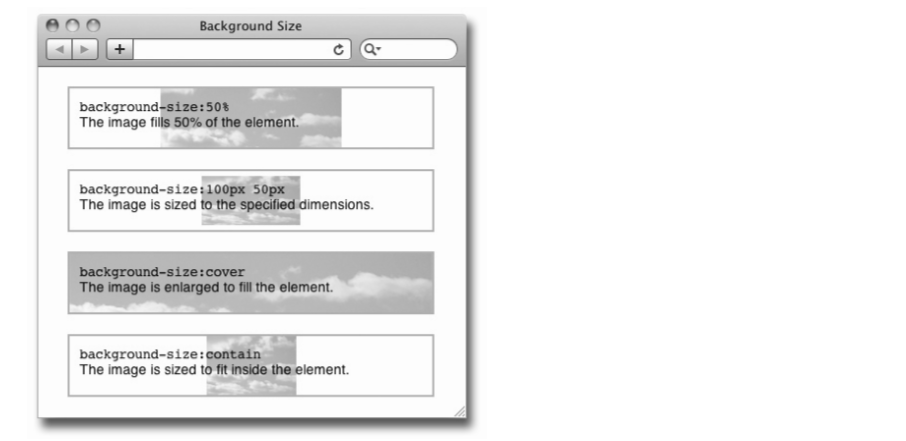 Background Size
background-size:50%
The image fills 50% of the element.
background-size:100px 50px
The image is sized to the specified dimensions.
background-size:cover
The image is enlarged to fill the element.
background-size:contain
The image is sized to fit inside the element.